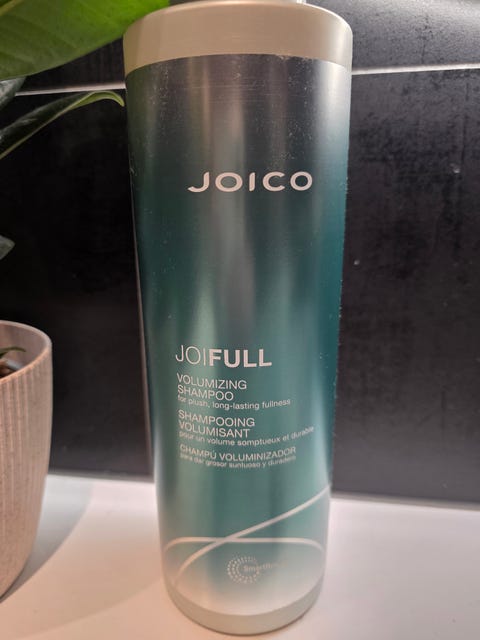 JOICO
JOIFULL
VOLUMIZING
SHAMPOO
for plush, long-lasting fullness
SHAMPOOING
VOLUMISANT
pour un volume somptueux et durable
CHAMPÚ VOLUMINIZADOR
para dar grosor suntuoso y duradero